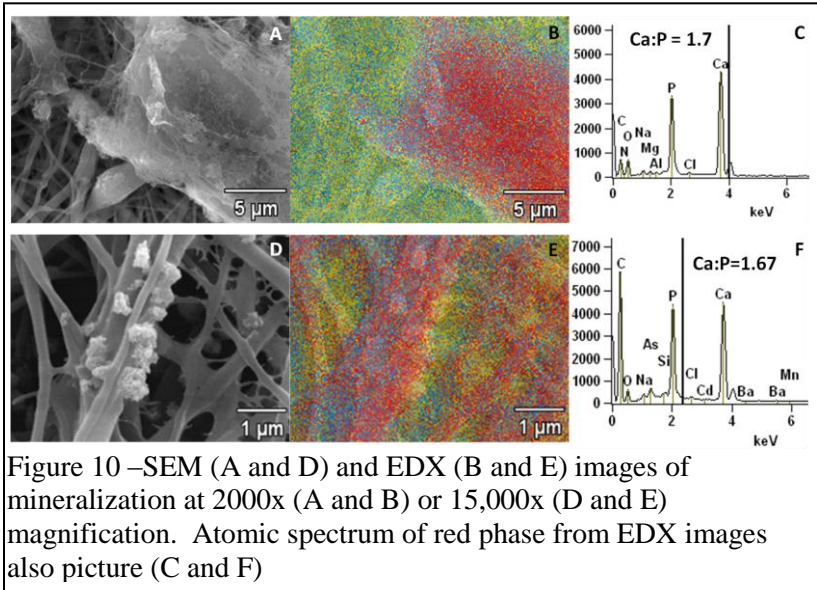 A
5 µm
B
5 µm
C
Ca:P = 1.7
6000
5000
4000
3000
2000
1000
0
C
O
N
Na
Mg
Al
P
Cl
Ca
0
2
4
6
keV
D
1 µm
E
1 µm
F
Ca:P=1.67
7000
6000
5000
4000
3000
2000
1000
0
C
O
Na
As
Si
P
Cl
Cd
Ca
Ba
Ba
Mn
0
2
4
6
keV
Figure 10 –SEM (A and D) and EDX (B and E) images of
mineralization at 2000x (A and B) or 15,000x (D and E)
magnification. Atomic spectrum of red phase from EDX images
also picture (C and F)